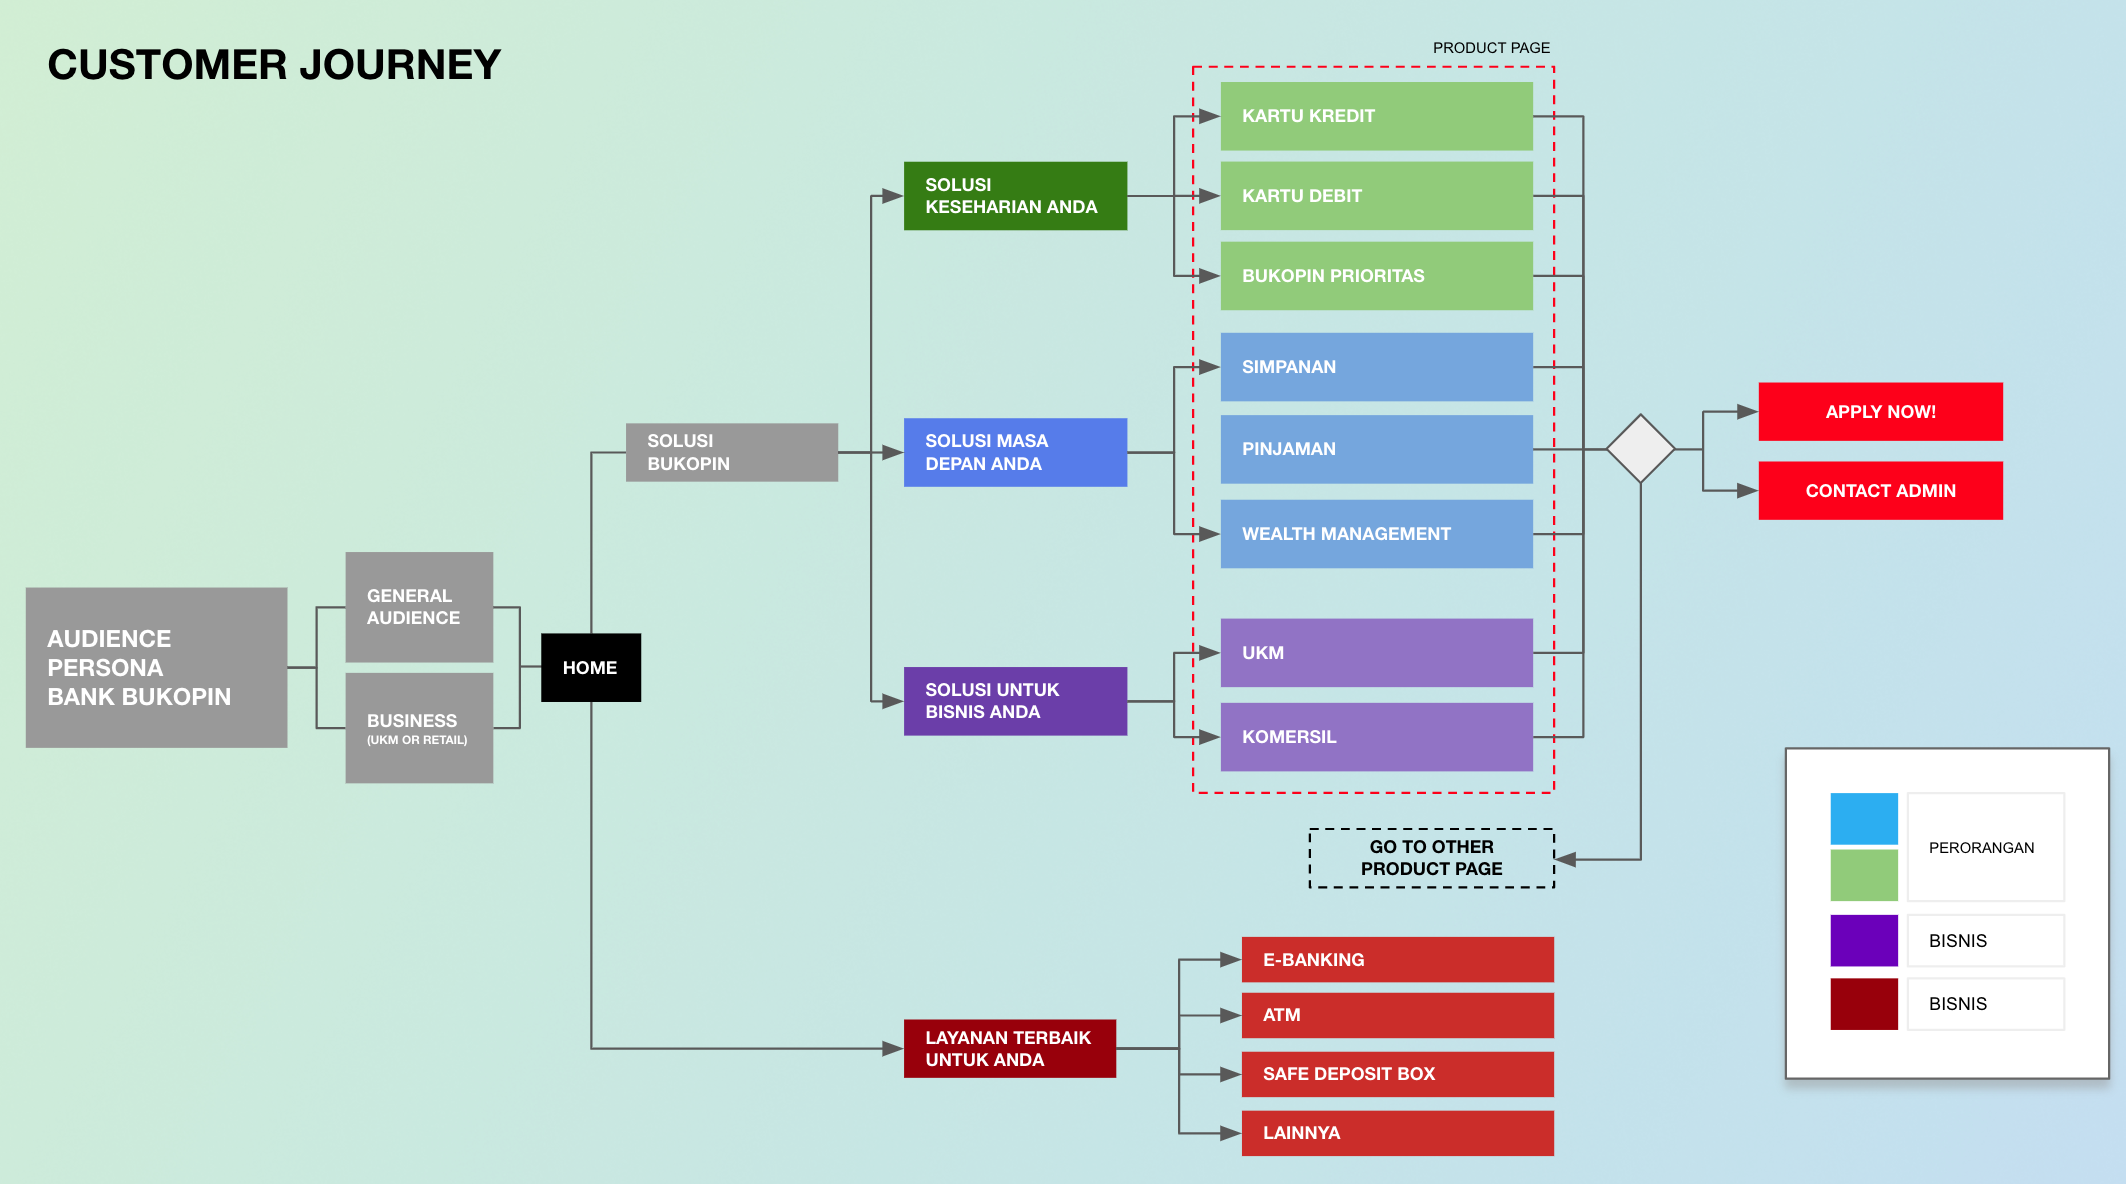 CUSTOMER JOURNEY
PRODUCT PAGE
AUDIENCE
PERSONA
BANK BUKOPIN
GENERAL
AUDIENCE
BUSINESS
(UKM OR RETAIL)
HOME
SOLUSI
BUKOPIN
SOLUSI
KESEHARIAN ANDA
SOLUSI MASA
DEPAN ANDA
SOLUSI UNTUK
BISNIS ANDA
KARTU KREDIT
KARTU DEBIT
BUKOPIN PRIORITAS
SIMPANAN
PINJAMAN
WEALTH MANAGEMENT
UKM
KOMERSIL
APPLY NOW!
CONTACT ADMIN
GO TO OTHER
PRODUCT PAGE
LAYANAN TERBAIK
UNTUK ANDA
E-BANKING
ATM
SAFE DEPOSIT BOX
LAINNYA
PERORANGAN
BISNIS
BISNIS